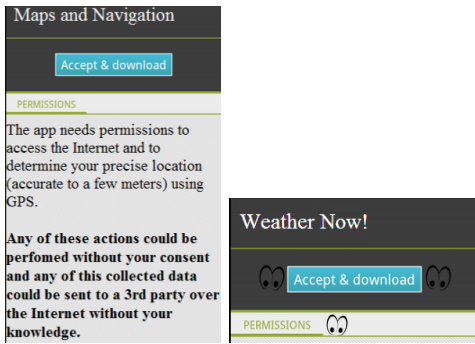 Maps and Navigation
Accept & download
PERMISSIONS
The app needs permissions to
access the Internet and to
determine your precise location
(accurate to a few meters) using
GPS.
Any of these actions could be
perfomed without your consent
and any of this collected data
could be sent to a 3rd party over
the Internet without your
knowledge.
Weather Now!
Accept & download
PERMISSIONS